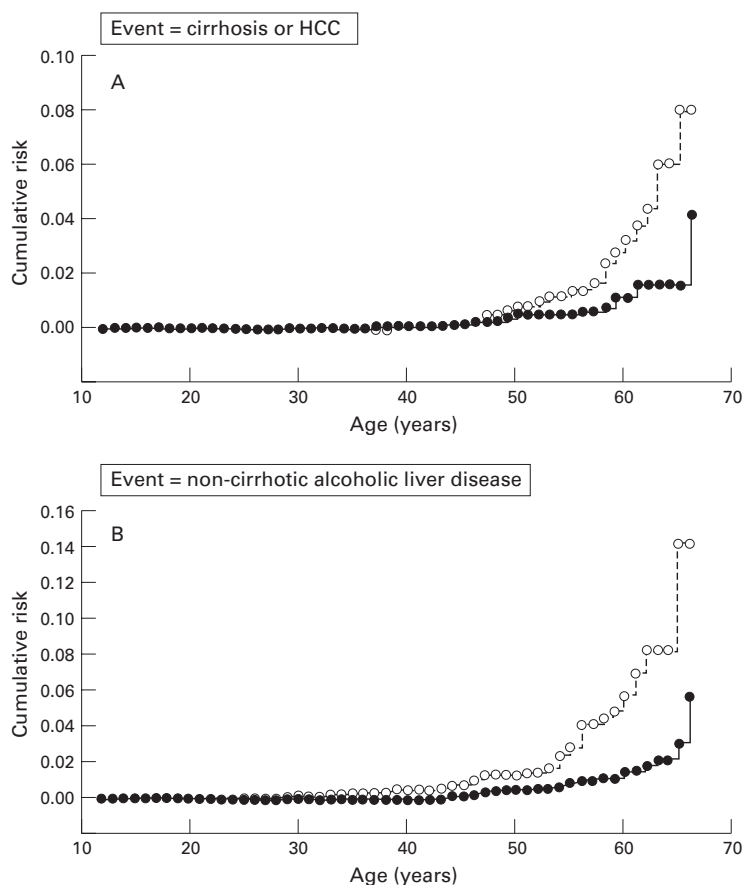 Event = cirrhosis or HCC
A
Cumulative risk
0.10
0.08
0.06
0.04
0.02
0.00
10 20 30 40 50 60 70
Age (years)
Event = non-cirrhotic alcoholic liver disease
B
Cumulative risk
0.16
0.14
0.12
0.10
0.08
0.06
0.04
0.02
0.00
10 20 30 40 50 60 70
Age (years)